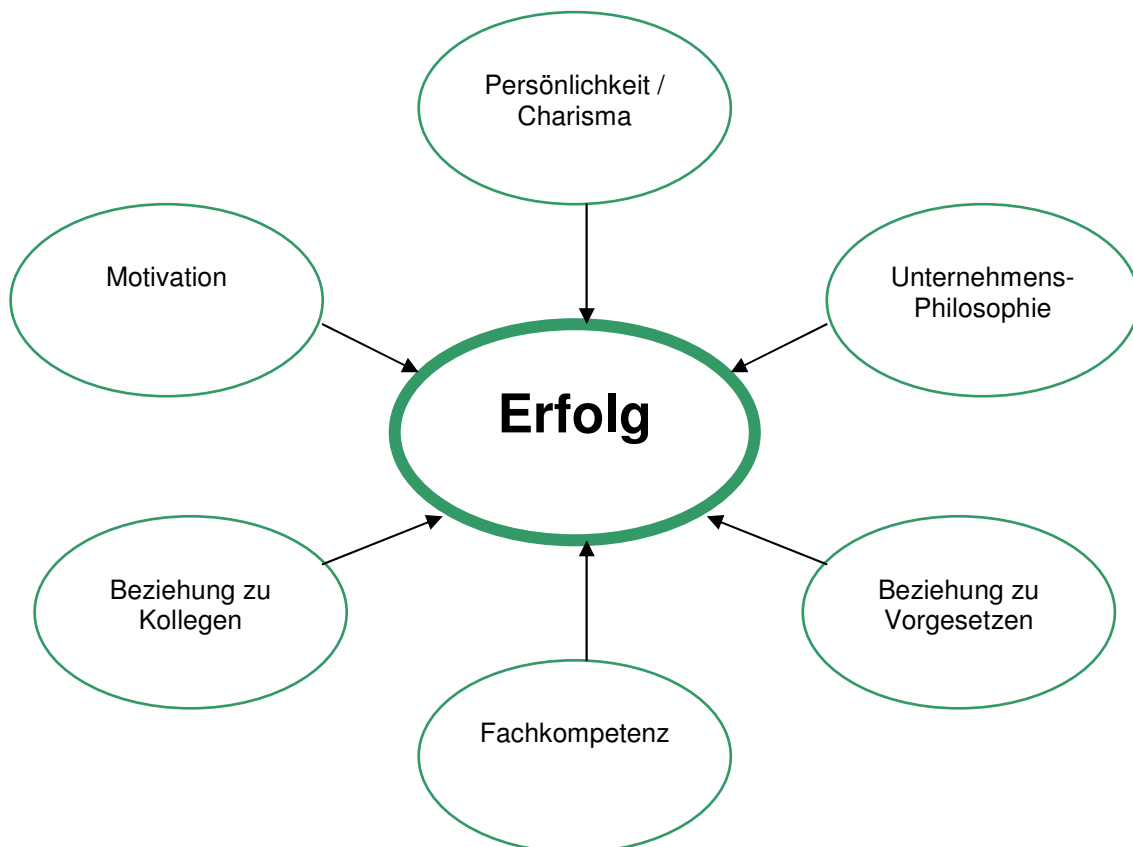 Persönlichkeit /
Charisma
Motivation
Unternehmens-
Philosophie
Erfolg
Beziehung zu
Kollegen
Beziehung zu
Vorgesetzen
Fachkompetenz